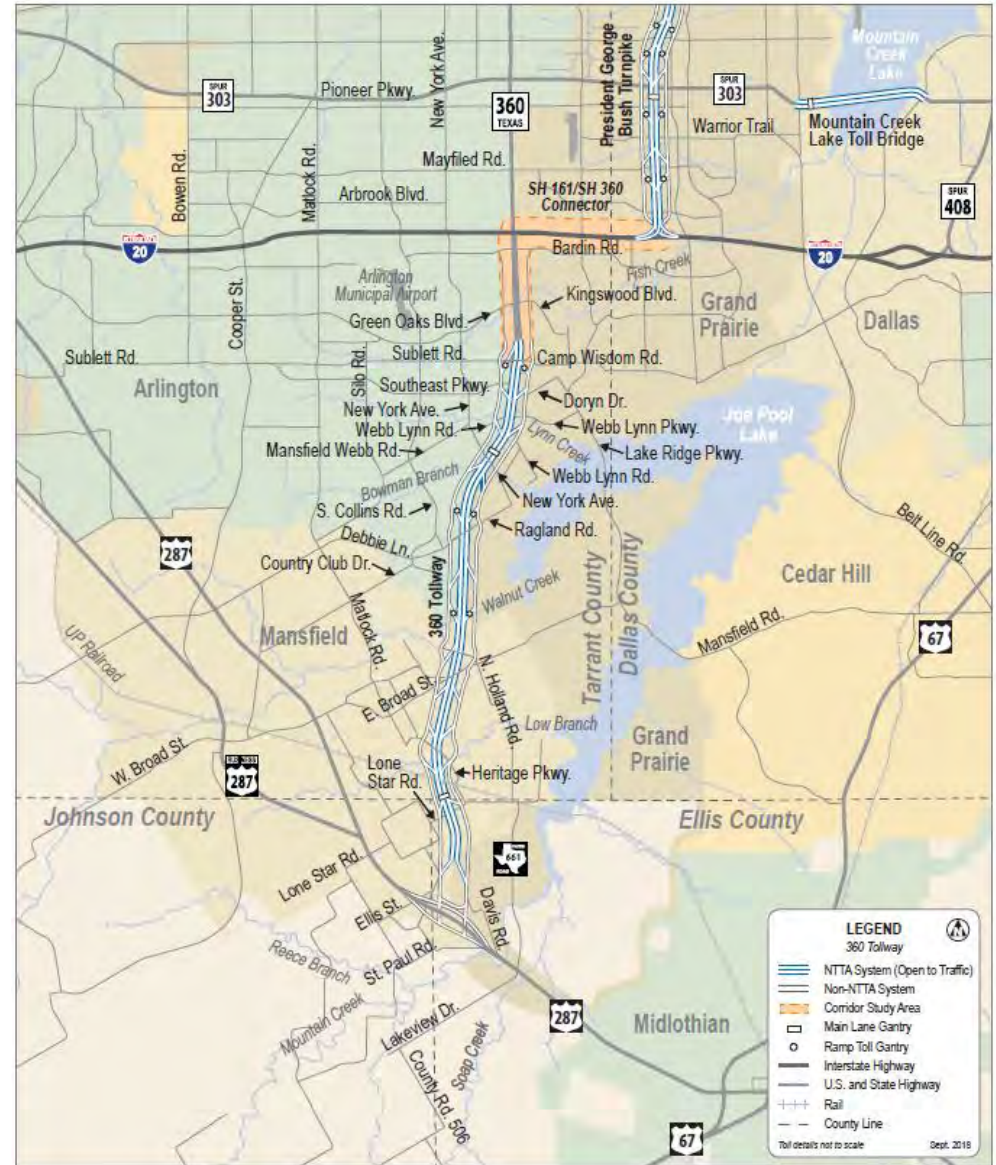 New York Ave.
President George
Bush Turnpike
Mountain
Creek
Lake
SPUR
303
Pioneer Pkwy.
360
TEXAS
SPUR
303
Warrior Trail
Mountain Creek
Lake Toll Bridge
Bowen Rd.
Matlock Rd.
Mayfiled Rd.
Arbrook Blvd.
SH 161/SH 360
Connector
SPUR
408
20
Bardin Rd.
20
Fish Creek
Arlington
Municipal Airport
Kingswood Blvd.
Green Oaks Blvd.
Grand
Prairie
Dallas
Cooper St.
Sublett Rd.
Silo Rd.
Sublett Rd.
Camp Wisdom Rd.
Arlington
Southeast Pkwy.
Doryn Dr.
New York Ave.
Webb Lynn Rd.
Webb Lynn Pkwy.
Joe Pool
Lake
Mansfield Webb Rd.
Lynn Creek
Lake Ridge Pkwy.
Bowman Branch
Webb Lynn Rd.
New York Ave.
S. Collins Rd.
Ragland Rd.
Belt Line Rd.
287
Debbie Ln.
Country Club Dr.
Cedar Hill
360 Tollway
Walnut Creek
Tarrant County
Dallas County
Mansfield
Matlock Rd.
Mansfield Rd.
67
UP Railroad
E. Broad St.
N. Holland Rd.
Low Branch
Grand
Prairie
W. Broad St.
287
Lone
Star Rd.
Heritage Pkwy.
Johnson County
Ellis County
Lone Star Rd.
661
Ellis St.
Davis Rd.
Reece Branch
St. Paul Rd.
Mountain Creek
Lakeview Dr.
287
Midlothian
Soap Creek
County Rd. 506
67
LEGEND
360 Tollway
NTTA System (Open to Traffic)
Non-NTTA System
Corridor Study Area
Main Lane Gantry
Ramp Toll Gantry
Interstate Highway
U.S. and State Highway
Rail
County Line
Toll details not to scale
Sept. 2018